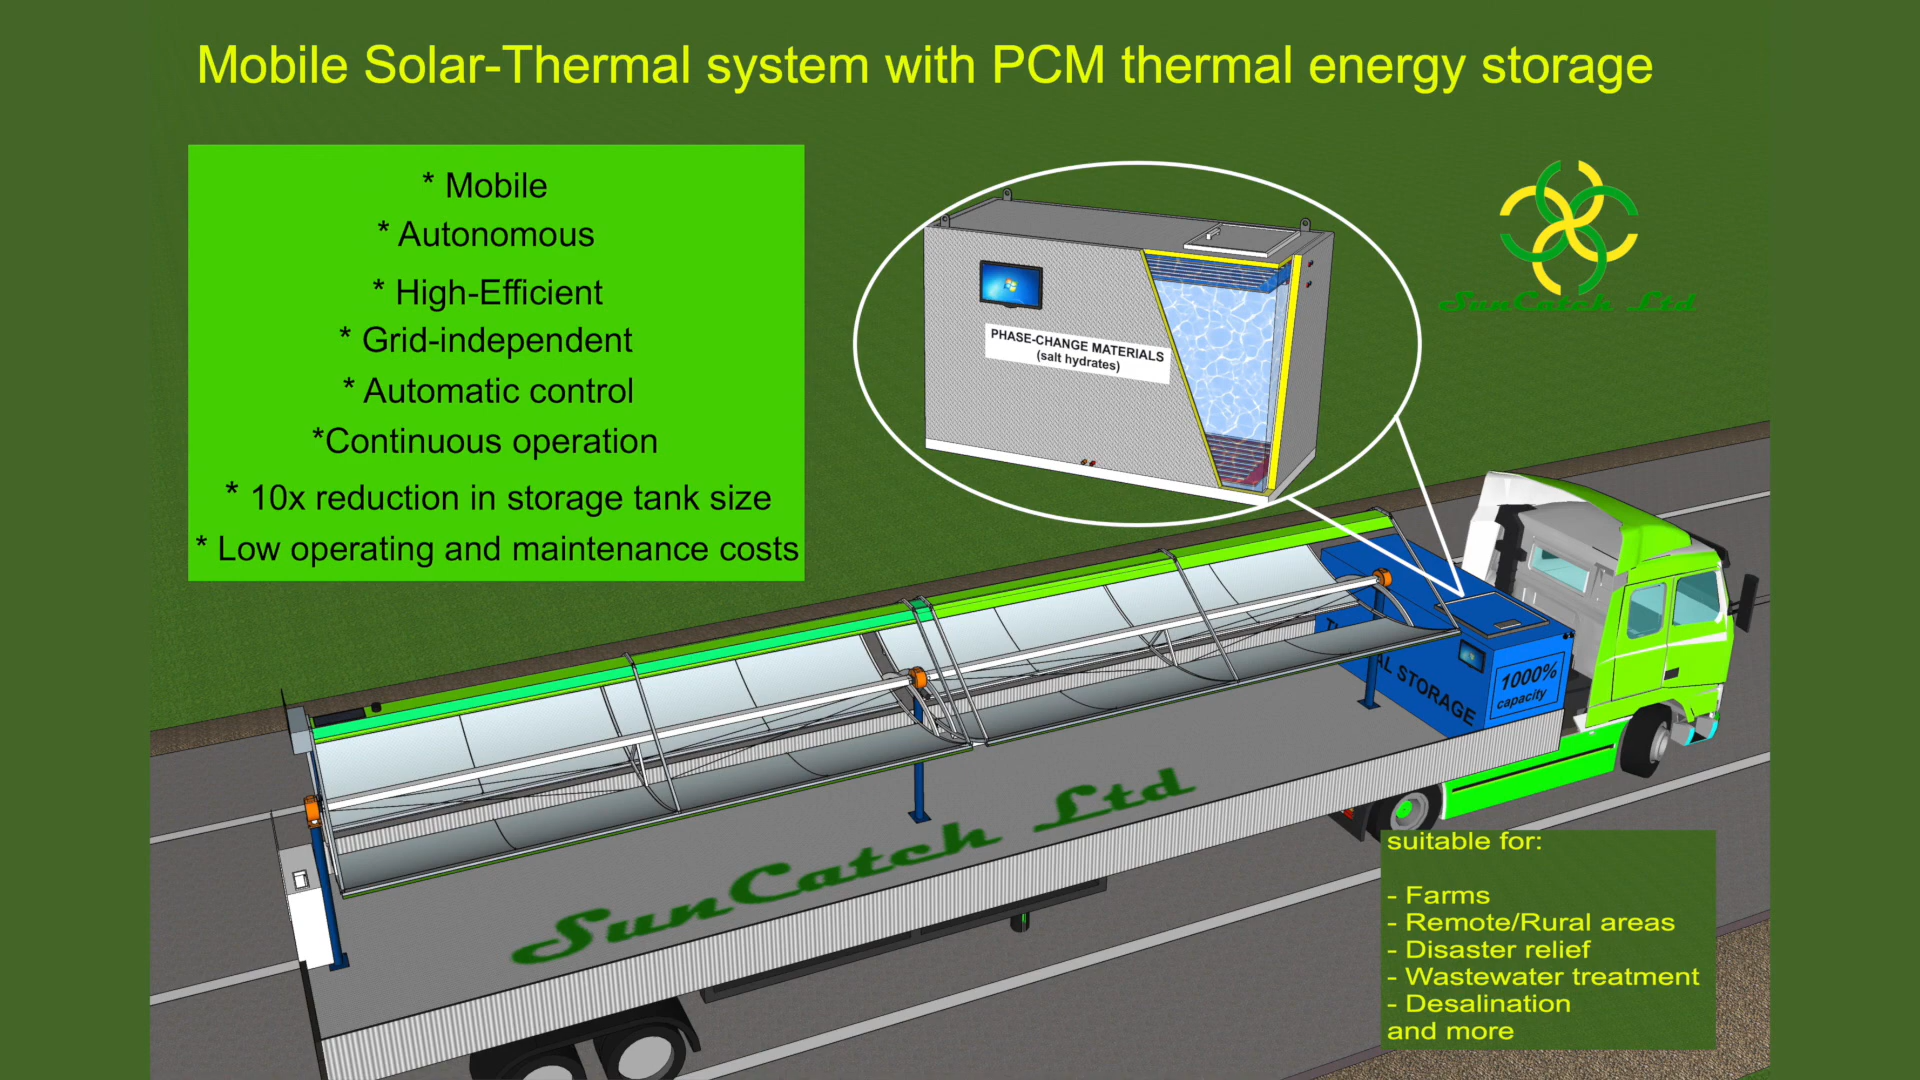 Mobile Solar-Thermal system with PCM thermal energy storage
* Mobile
* Autonomous
* High-Efficient
* Grid-independent
* Automatic control
*Continuous operation
* 10x reduction in storage tank size
* Low operating and maintenance costs
PHASE-CHANGE MATERIALS
(salt hydrates)
SunCatch Ltd
AL STORAGE
1000%
capacity
SunCatch Ltd
suitable for:
- Farms
- Remote/Rural areas
- Disaster relief
- Wastewater treatment
- Desalination
and more